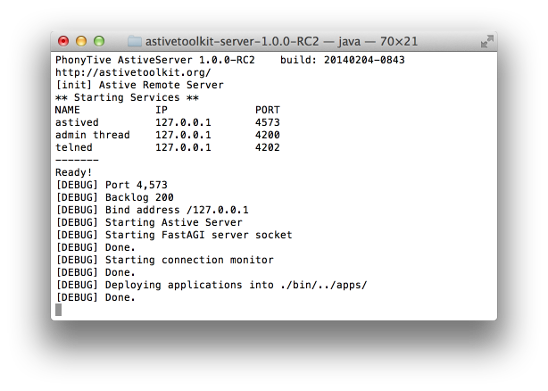 astivetoolkit-server-1.0.0-RC2 — java — 70×21
PhonyTive AstiveServer 1.0.0-RC2    build: 20140204-0843
http://astivetoolkit.org/
[init] Astive Remote Server
** Starting Services **
NAME            IP              PORT
astived         127.0.0.1       4573
admin thread    127.0.0.1       4200
telned          127.0.0.1       4202
-------
Ready!
[DEBUG] Port 4,573
[DEBUG] Backlog 200
[DEBUG] Bind address /127.0.0.1
[DEBUG] Starting Astive Server
[DEBUG] Starting FastAGI server socket
[DEBUG] Done.
[DEBUG] Starting connection monitor
[DEBUG] Done.
[DEBUG] Deploying applications into ./bin/../apps/
[DEBUG] Done.